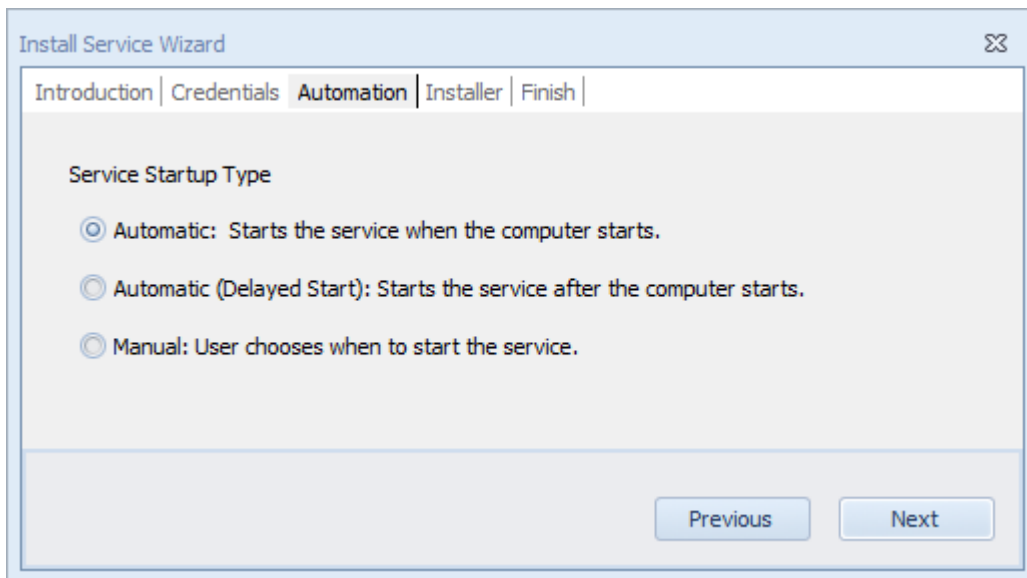 Install Service Wizard
Introduction | Credentials Automation | Installer | Finish |
Service Startup Type
Automatic:  Starts the service when the computer starts.
Automatic (Delayed Start): Starts the service after the computer starts.
Manual: User chooses when to start the service.
Previous Next